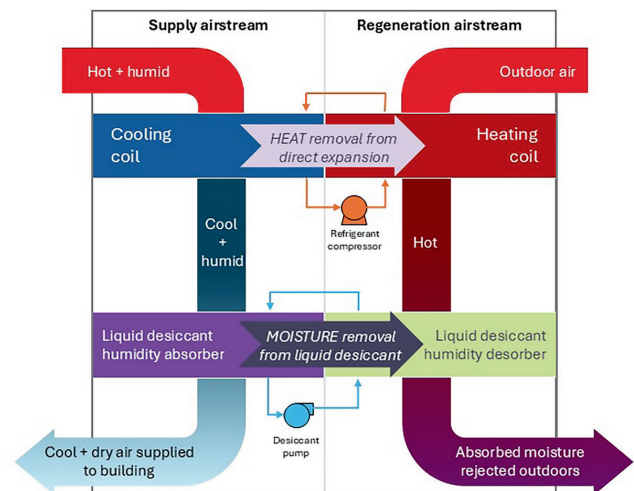 Supply airstream
Regeneration airstream
Hot + humid
Outdoor air
Cooling
coil
HEAT removal from
direct expansion
Heating
coil
Cool
+
humid
Refrigerant
compressor
Hot
Liquid desiccant
humidity absorber
MOISTURE removal
from liquid desiccant
Liquid desiccant
humidity desorber
Desiccant
pump
Cool + dry air supplied
to building
Absorbed moisture
rejected outdoors